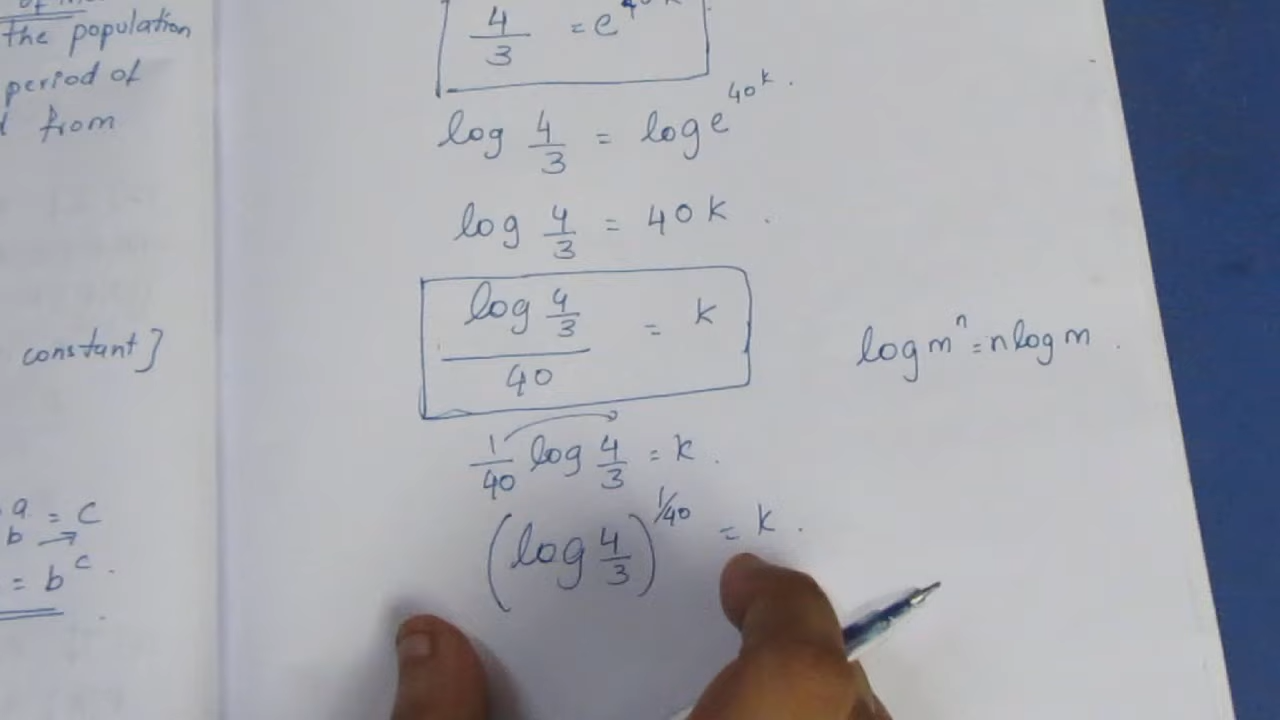 the population
period of
from
constant}
a = c
b →
= b^c .
4/3 = e^40k
log 4/3 = log e^40k .
log 4/3 = 40k .
log 4/3 / 40 = k
1/40 log 4/3 = k .
(log 4/3)^1/40 = k .
log m^n = n log m .